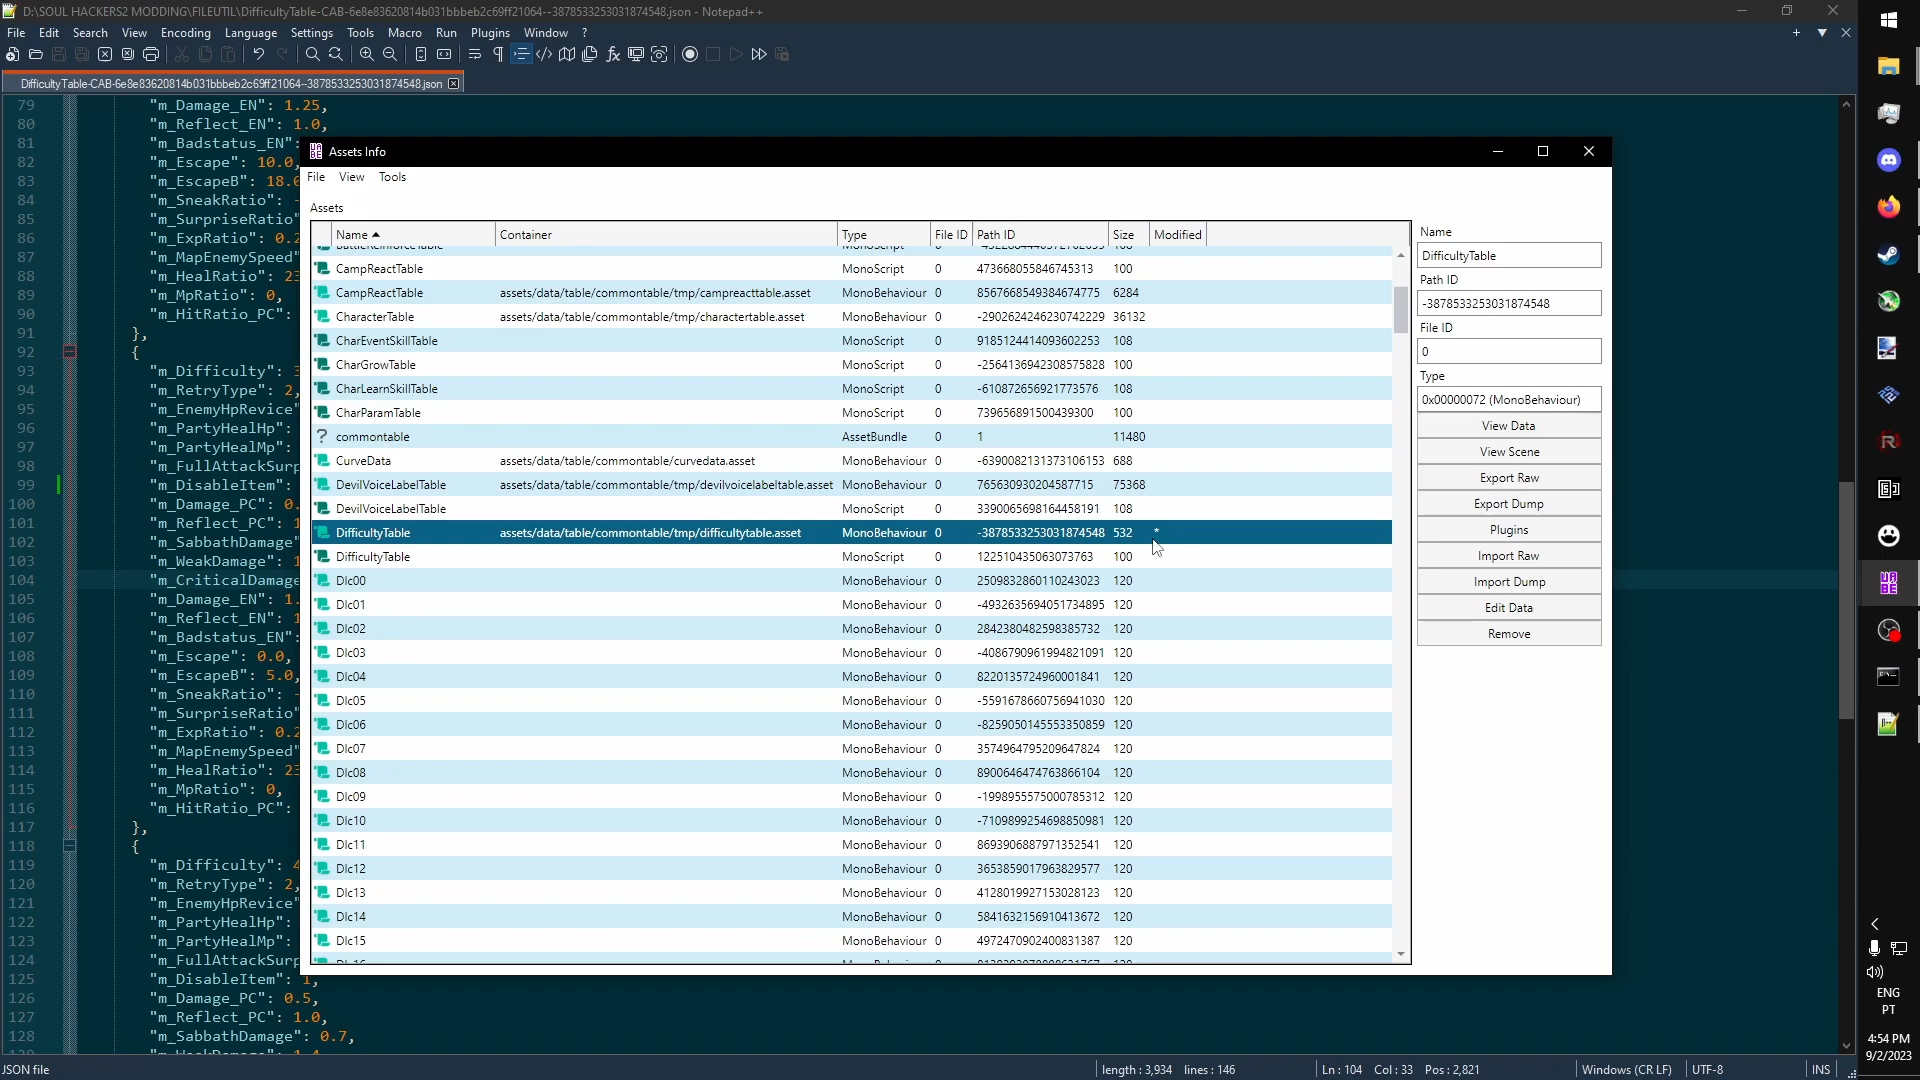 D:\SOUL HACKERS2 MODDING\FILEUTIL\DifficultyTable-CAB-6e8e83620814b031bbbeb2c69ff21064--3878533253031874548.json - Notepad++
File Edit Search View Encoding Language Settings Tools Macro Run Plugins Window ?
DifficultyTable-CAB-6e8e83620814b031bbbeb2c69ff21064--3878533253031874548.json
79 "m_Damage_EN": 1.25,
80 "m_Reflect_EN": 1.0,
81 "m_Badstatus_EN":
82 "m_Escape": 10.0,
83 "m_EscapeB": 18.0
84 "m_SneakRatio": -
85 "m_SurpriseRatio"
86 "m_ExpRatio": 0.2
87 "m_MapEnemySpeed"
88 "m_HealRatio": 23
89 "m_MpRatio": 0,
90 "m_HitRatio_PC":
91 },
92 {
93 "m_Difficulty": 3
94 "m_RetryType": 2,
95 "m_EnemyHpRevice"
96 "m_PartyHealHp":
97 "m_PartyHealMp":
98 "m_FullAttackSurp
99 "m_DisableItem":
100 "m_Damage_PC": 0.
101 "m_Reflect_PC": 1
102 "m_SabbathDamage"
103 "m_WeakDamage": 1
104 "m_CriticalDamage
105 "m_Damage_EN": 1.
106 "m_Reflect_EN": 1
107 "m_Badstatus_EN":
108 "m_Escape": 0.0,
109 "m_EscapeB": 5.0,
110 "m_SneakRatio": -
111 "m_SurpriseRatio"
112 "m_ExpRatio": 0.2
113 "m_MapEnemySpeed"
114 "m_HealRatio": 23
115 "m_MpRatio": 0,
116 "m_HitRatio_PC":
117 },
118 {
119 "m_Difficulty": 4
120 "m_RetryType": 2,
121 "m_EnemyHpRevice"
122 "m_PartyHealHp":
123 "m_PartyHealMp":
124 "m_FullAttackSurp
125 "m_DisableItem": 1,
126 "m_Damage_PC": 0.5,
127 "m_Reflect_PC": 1.0,
128 "m_SabbathDamage": 0.7,
Assets Info
File View Tools
Assets
Name Container Type File ID Path ID Size Modified
CampReactTable MonoScript 0 473668055846745313 100
CampReactTable assets/data/table/commontable/tmp/campreacttable.asset MonoBehaviour 0 8567668549384674775 6284
CharacterTable assets/data/table/commontable/tmp/charactertable.asset MonoBehaviour 0 -2902624246230742229 36132
CharEventSkillTable MonoScript 0 9185124414093602253 108
CharGrowTable MonoScript 0 -2564136942308575828 100
CharLearnSkillTable MonoScript 0 -610872656921773576 108
CharParamTable MonoScript 0 739656891500439300 100
? commontable AssetBundle 0 1 11480
CurveData assets/data/table/commontable/curvedata.asset MonoBehaviour 0 -6390082131373106153 688
DevilVoiceLabelTable assets/data/table/commontable/tmp/devilvoicelabeltable.asset MonoBehaviour 0 765630930204587715 75368
DevilVoiceLabelTable MonoScript 0 3390065698164458191 108
DifficultyTable assets/data/table/commontable/tmp/difficultytable.asset MonoBehaviour 0 -3878533253031874548 532 *
DifficultyTable MonoScript 0 122510435063073763 100
Dlc00 MonoBehaviour 0 2509832860110243023 120
Dlc01 MonoBehaviour 0 -4932635694051734895 120
Dlc02 MonoBehaviour 0 2842380482598385732 120
Dlc03 MonoBehaviour 0 -4086790961994821091 120
Dlc04 MonoBehaviour 0 8220135724960001841 120
Dlc05 MonoBehaviour 0 -5591678660756941030 120
Dlc06 MonoBehaviour 0 -8259050145553350859 120
Dlc07 MonoBehaviour 0 3574964795209647824 120
Dlc08 MonoBehaviour 0 8900646474763866104 120
Dlc09 MonoBehaviour 0 -1998955575000785312 120
Dlc10 MonoBehaviour 0 -7109899254698850981 120
Dlc11 MonoBehaviour 0 8693906887971352541 120
Dlc12 MonoBehaviour 0 3653859017963829577 120
Dlc13 MonoBehaviour 0 4128019927153028123 120
Dlc14 MonoBehaviour 0 5841632156910413672 120
Dlc15 MonoBehaviour 0 4972470902400831387 120
Name
DifficultyTable
Path ID
-3878533253031874548
File ID
0
Type
0x00000072 (MonoBehaviour)
View Data
View Scene
Export Raw
Export Dump
Plugins
Import Raw
Import Dump
Edit Data
Remove
JSON file length : 3,934 lines : 146 Ln : 104 Col : 33 Pos : 2,821 Windows (CR LF) UTF-8 INS
ENG
PT
4:54 PM
9/2/2023